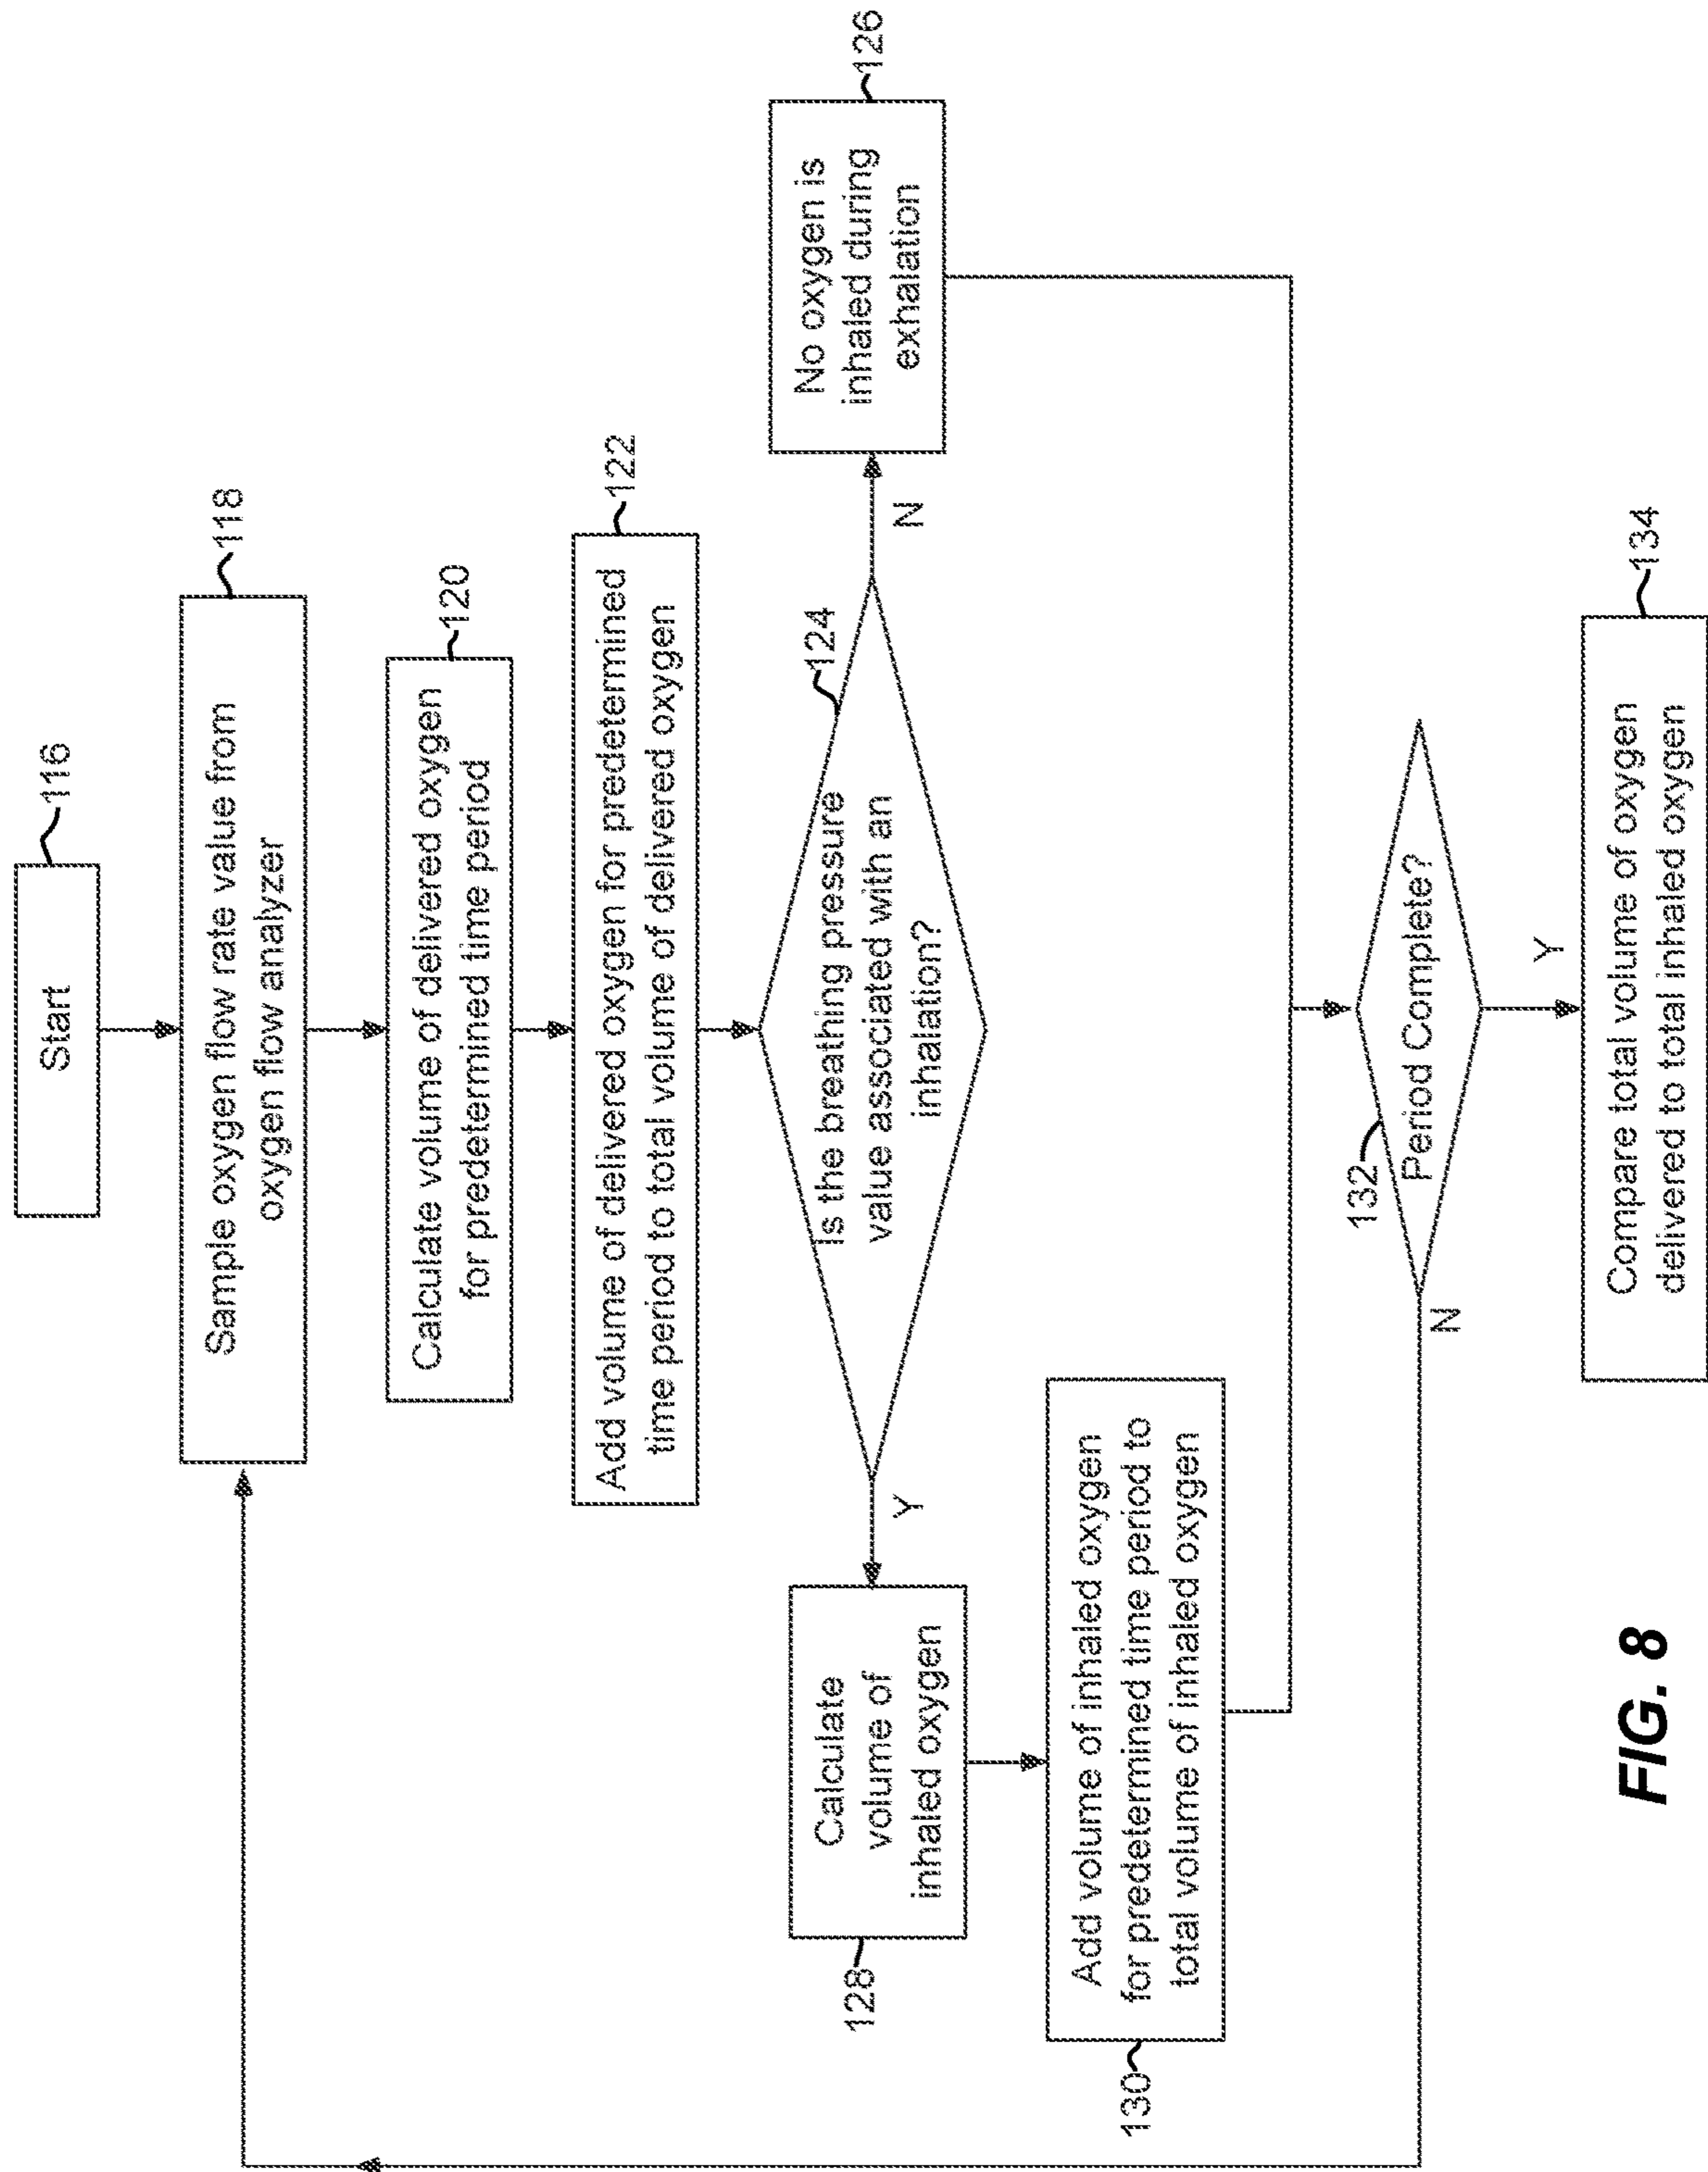 Start
116
Sample oxygen flow rate value from
oxygen flow analyzer
118
Calculate volume of delivered oxygen
for predetermined time period
120
Add volume of delivered oxygen for predetermined
time period to total volume of delivered oxygen
122
Is the breathing pressure
value associated with an
inhalation?
124
N
No oxygen is
inhaled during
exhalation
126
Y
Calculate
volume of
inhaled oxygen
128
Add volume of inhaled oxygen
for predetermined time period to
total volume of inhaled oxygen
130
132
Period Complete?
N
Y
Compare total volume of oxygen
delivered to total inhaled oxygen
134
FIG. 8